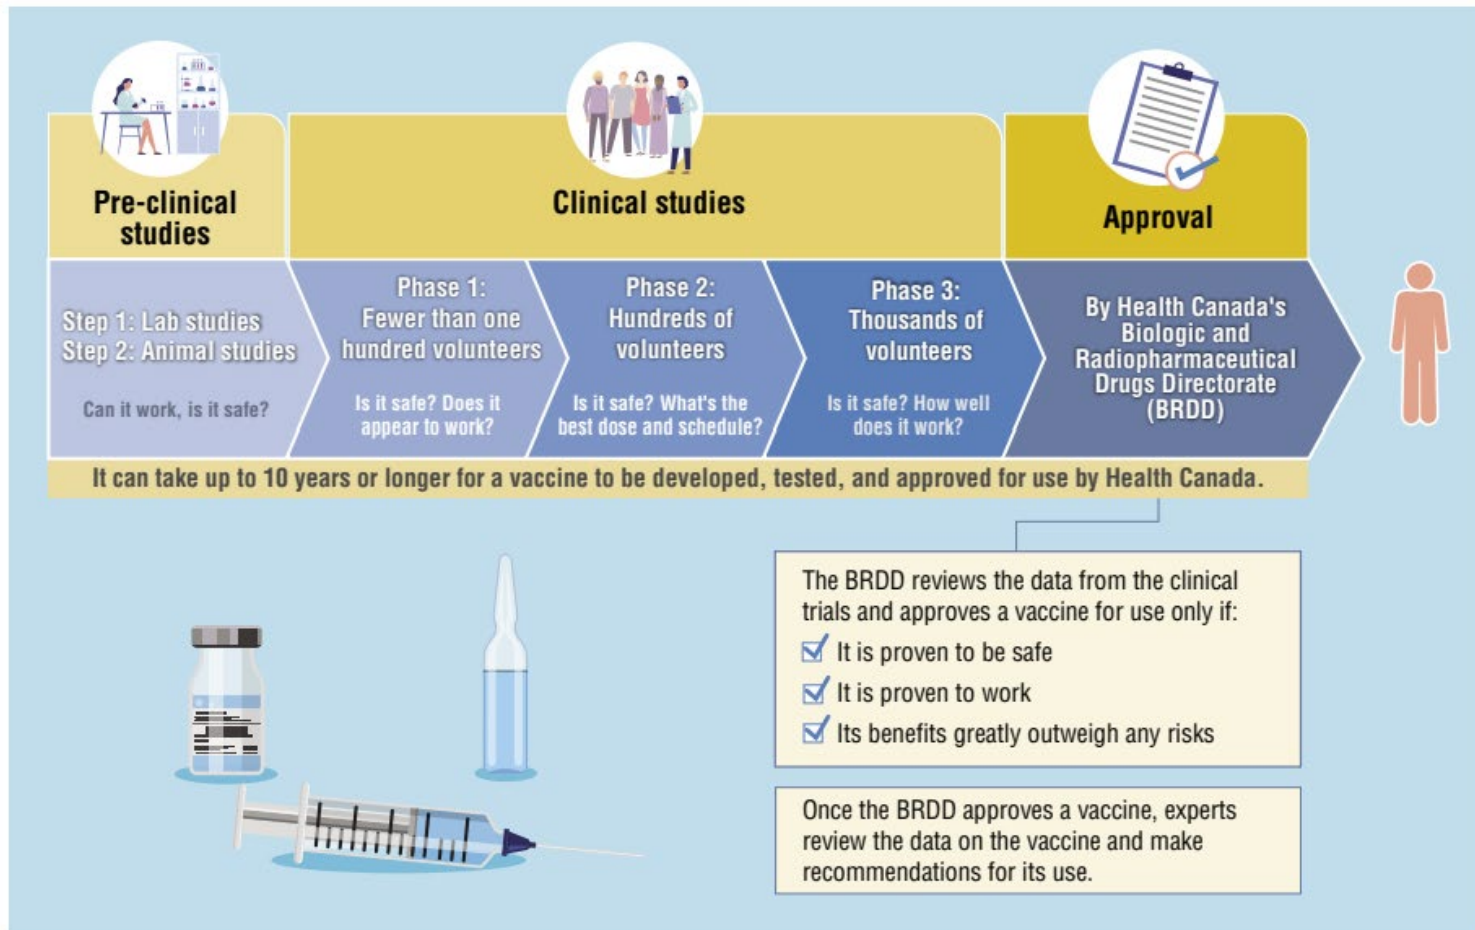 Pre-clinical
studies
Clinical studies
Approval
Step 1: Lab studies
Step 2: Animal studies
Can it work, is it safe?
Phase 1:
Fewer than one
hundred volunteers
Is it safe? Does it
appear to work?
Phase 2:
Hundreds of
volunteers
Is it safe? What's the
best dose and schedule?
Phase 3:
Thousands of
volunteers
Is it safe? How well
does it work?
By Health Canada's
Biologic and
Radiopharmaceutical
Drugs Directorate
(BRDD)
It can take up to 10 years or longer for a vaccine to be developed, tested, and approved for use by Health Canada.
The BRDD reviews the data from the clinical
trials and approves a vaccine for use only if:
It is proven to be safe
It is proven to work
Its benefits greatly outweigh any risks
Once the BRDD approves a vaccine, experts
review the data on the vaccine and make
recommendations for its use.